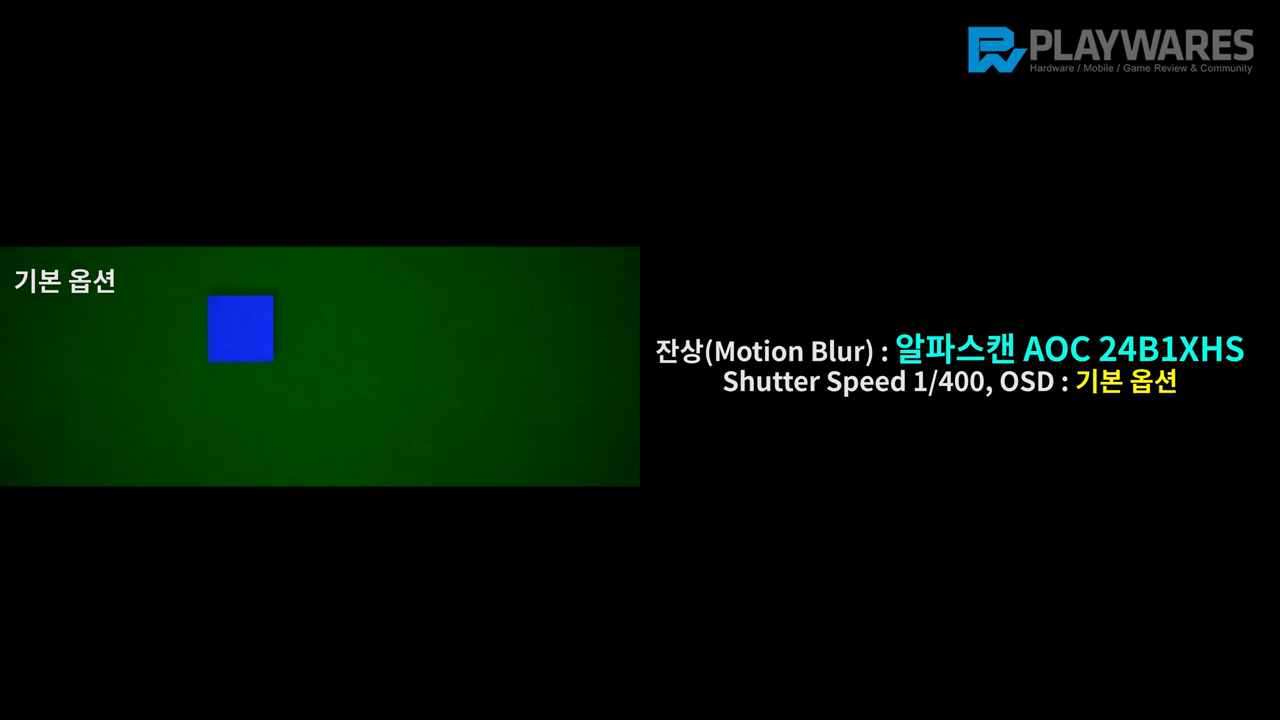 PLAYWARES
Hardware / Mobile / Game Review & Community
기본 옵션
잔상(Motion Blur) : 알파스캔 AOC 24B1XHS
Shutter Speed 1/400, OSD : 기본 옵션